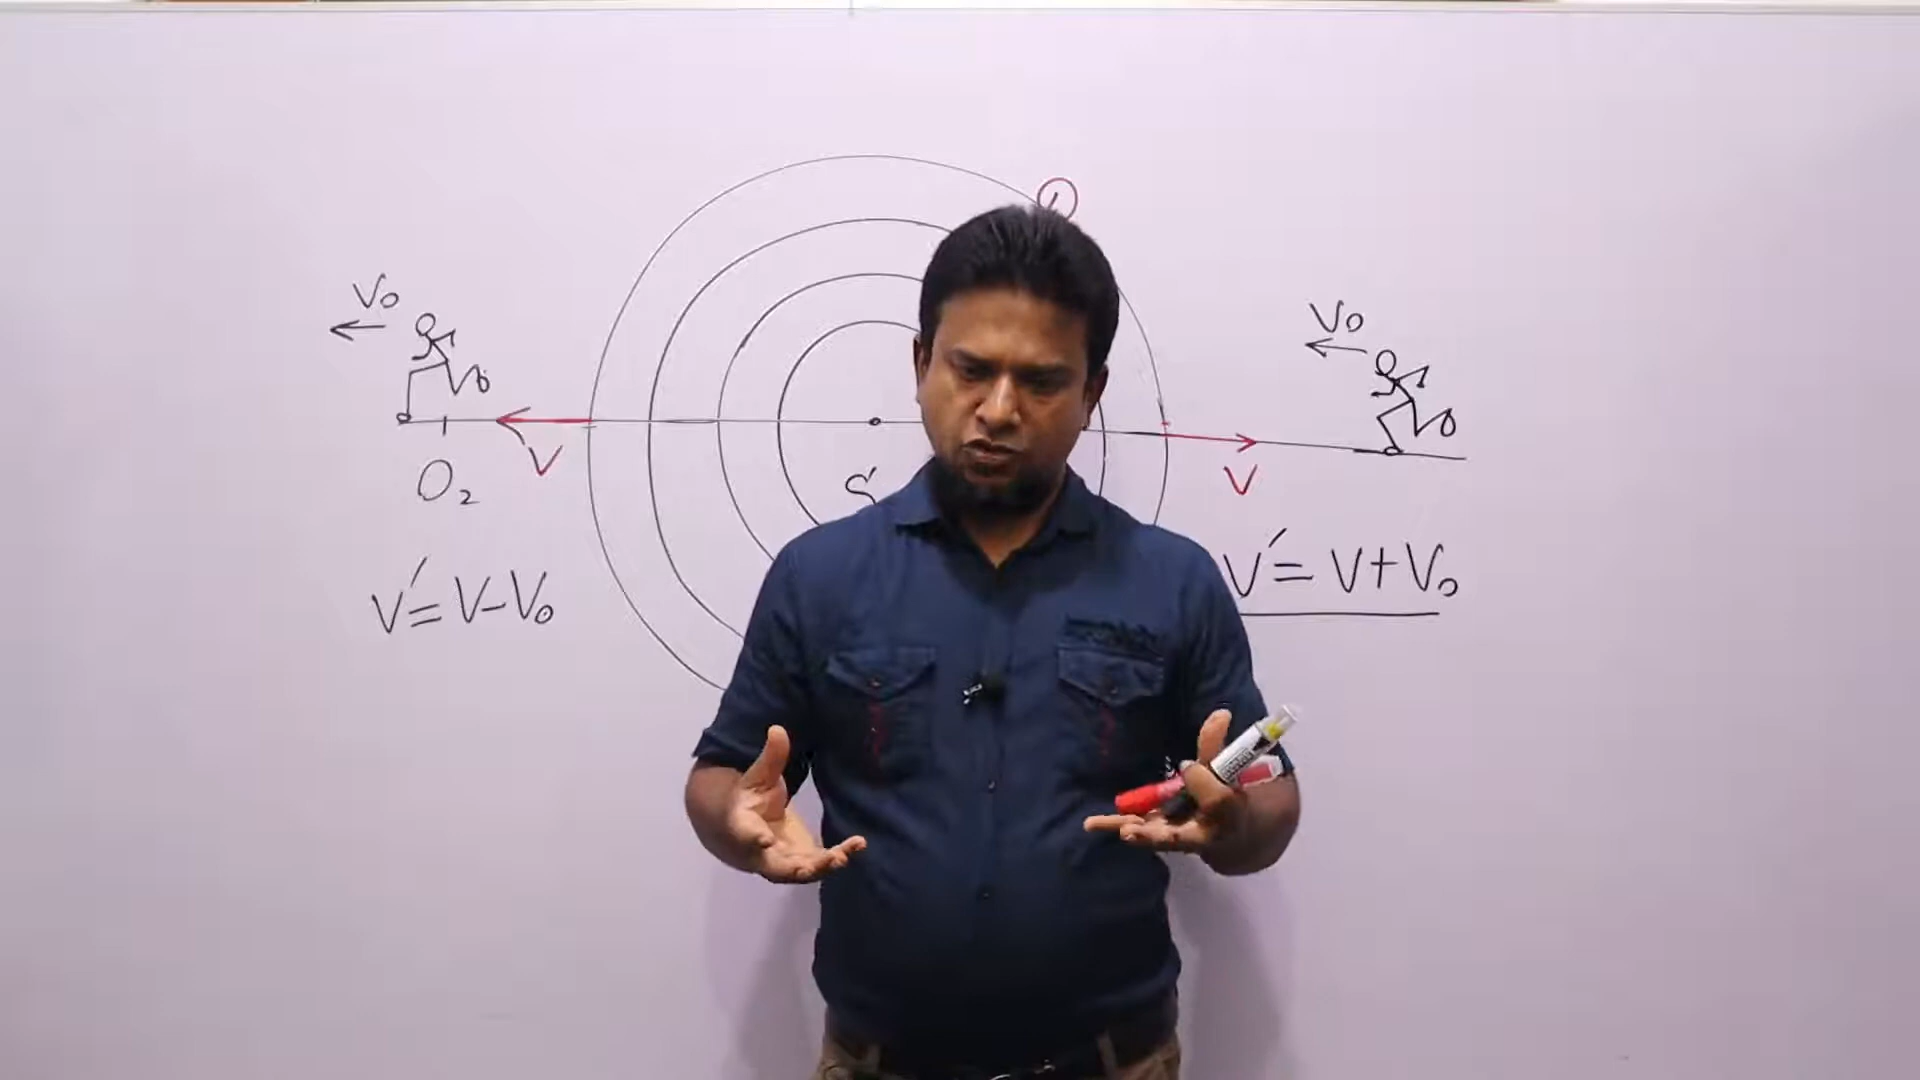 V₀
V₀
V
V
O₂
S
V′= V-V₀
V′= V+V₀